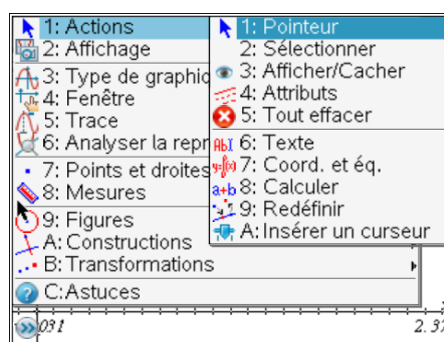 1: Actions
2: Affichage
3: Type de graphic
4: Fenêtre
5: Trace
6: Analyser la repr
7: Points et droites
8: Mesures
9: Figures
A: Constructions
B: Transformations
C:Astuces
1: Pointeur
2: Sélectionner
3: Afficher/Cacher
4: Attributs
5: Tout effacer
6: Texte
7: Coord. et éq.
8: Calculer
9: Redéfinir
A: Insérer un curseur
031
2.37